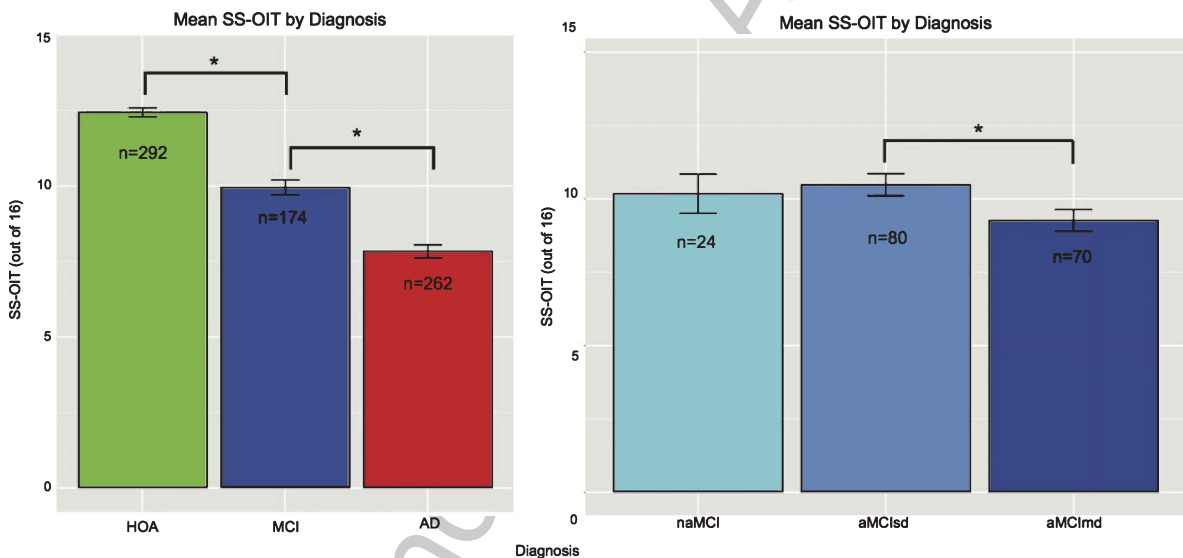 Mean SS-OIT by Diagnosis
SS-OIT (out of 16)
15
10
5
0
*
*
n=292
n=174
n=262
HOA
MCI
AD
Mean SS-OIT by Diagnosis
SS-OIT (out of 16)
15
10
5
0
*
n=24
n=80
n=70
naMCI
aMCIsd
aMCImd
Diagnosis